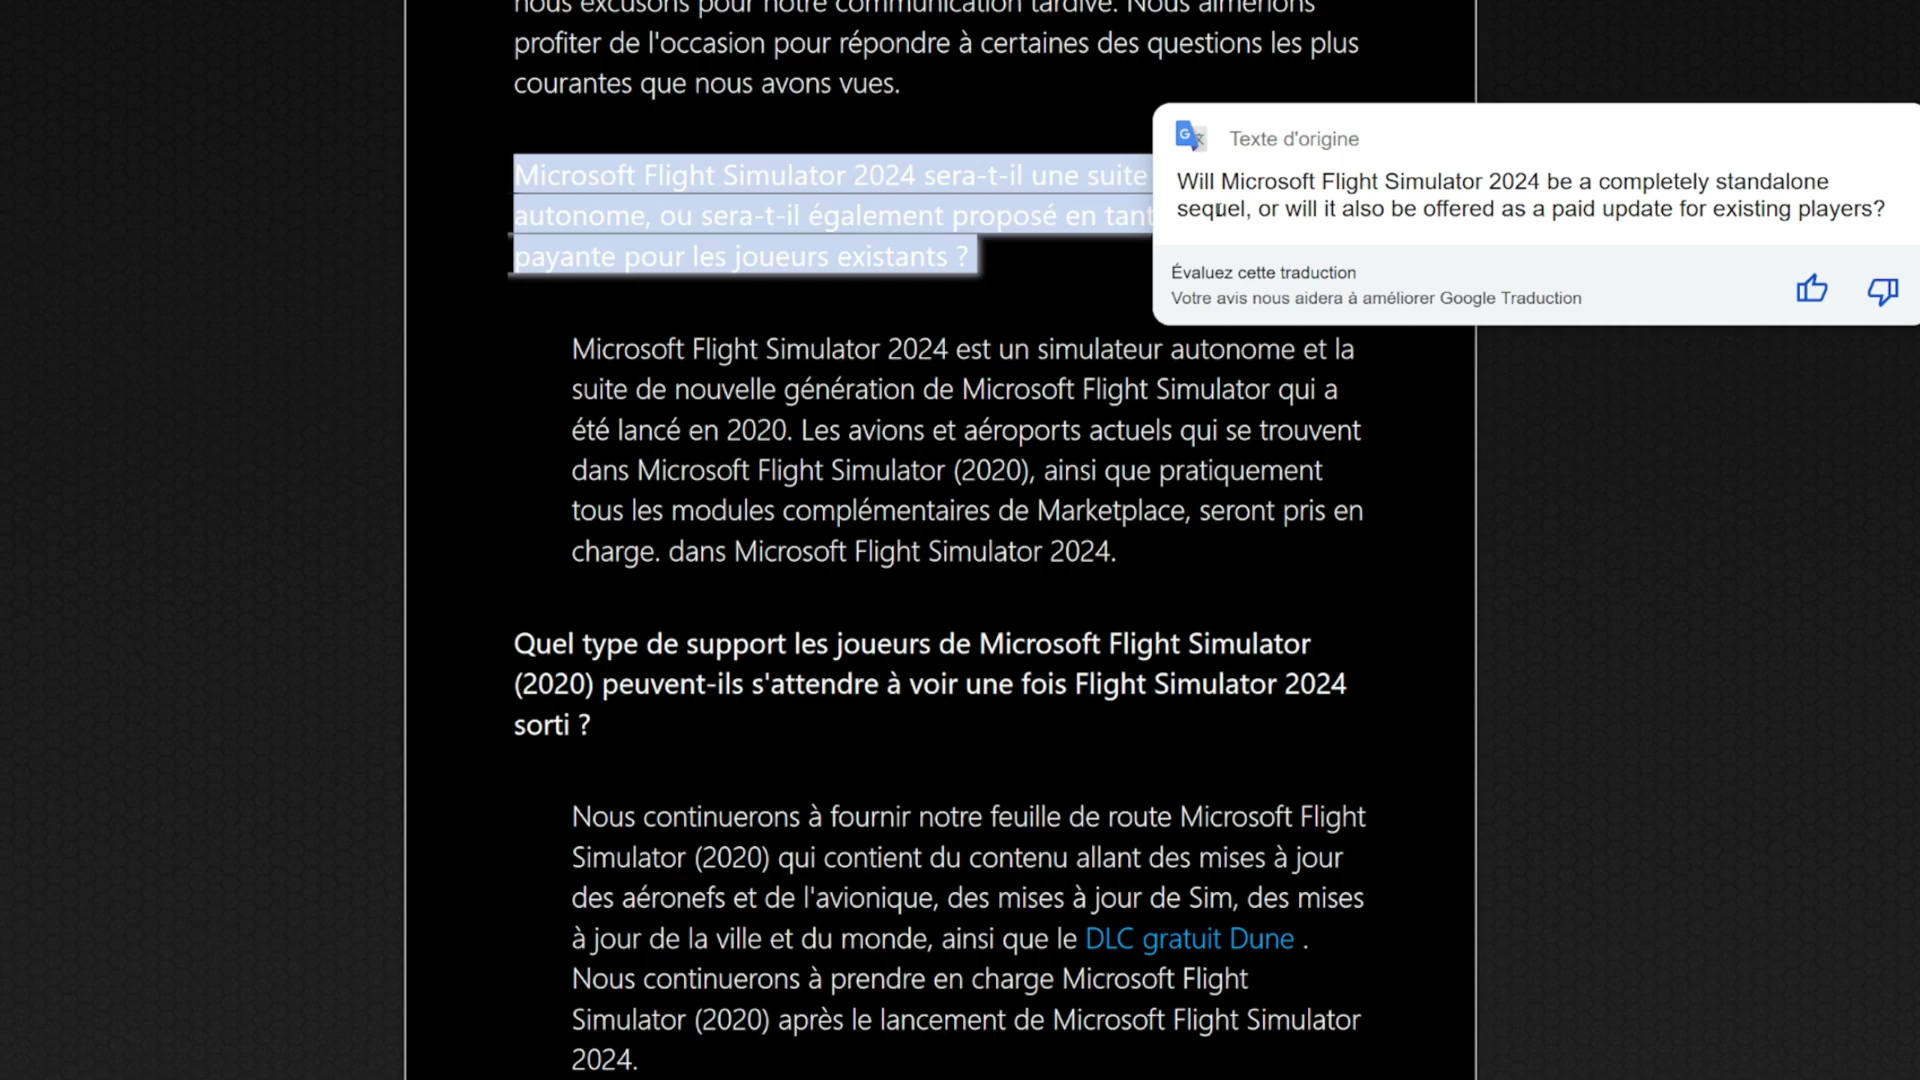 nous excusons pour notre communication tardive. Nous aimerions
profiter de l'occasion pour répondre à certaines des questions les plus
courantes que nous avons vues.
Microsoft Flight Simulator 2024 sera-t-il une suite
autonome, ou sera-t-il également proposé en tant
payante pour les joueurs existants ?
Texte d'origine
Will Microsoft Flight Simulator 2024 be a completely standalone
sequel, or will it also be offered as a paid update for existing players?
Évaluez cette traduction
Votre avis nous aidera à améliorer Google Traduction
Microsoft Flight Simulator 2024 est un simulateur autonome et la
suite de nouvelle génération de Microsoft Flight Simulator qui a
été lancé en 2020. Les avions et aéroports actuels qui se trouvent
dans Microsoft Flight Simulator (2020), ainsi que pratiquement
tous les modules complémentaires de Marketplace, seront pris en
charge. dans Microsoft Flight Simulator 2024.
Quel type de support les joueurs de Microsoft Flight Simulator
(2020) peuvent-ils s'attendre à voir une fois Flight Simulator 2024
sorti ?
Nous continuerons à fournir notre feuille de route Microsoft Flight
Simulator (2020) qui contient du contenu allant des mises à jour
des aéronefs et de l'avionique, des mises à jour de Sim, des mises
à jour de la ville et du monde, ainsi que le DLC gratuit Dune .
Nous continuerons à prendre en charge Microsoft Flight
Simulator (2020) après le lancement de Microsoft Flight Simulator
2024.